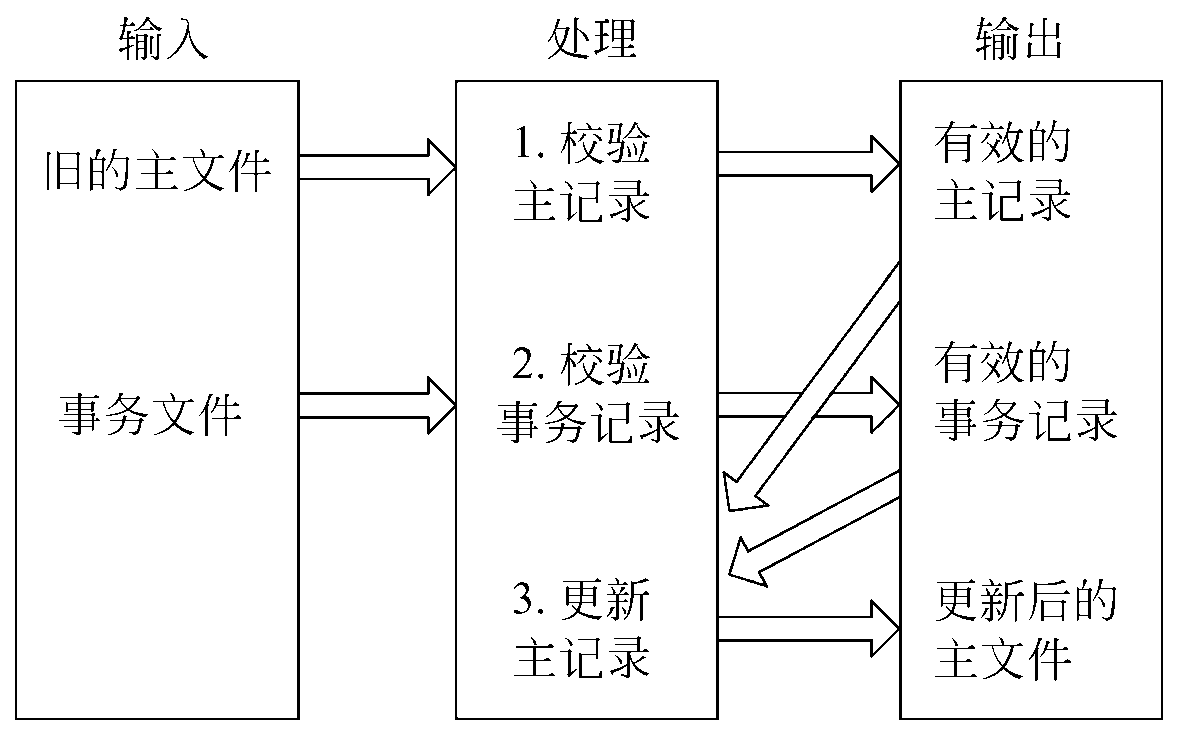 输入
处理
输出
旧的主文件
事务文件
1. 校验
主记录
2. 校验
事务记录
3. 更新
主记录
有效的
主记录
有效的
事务记录
更新后的
主文件